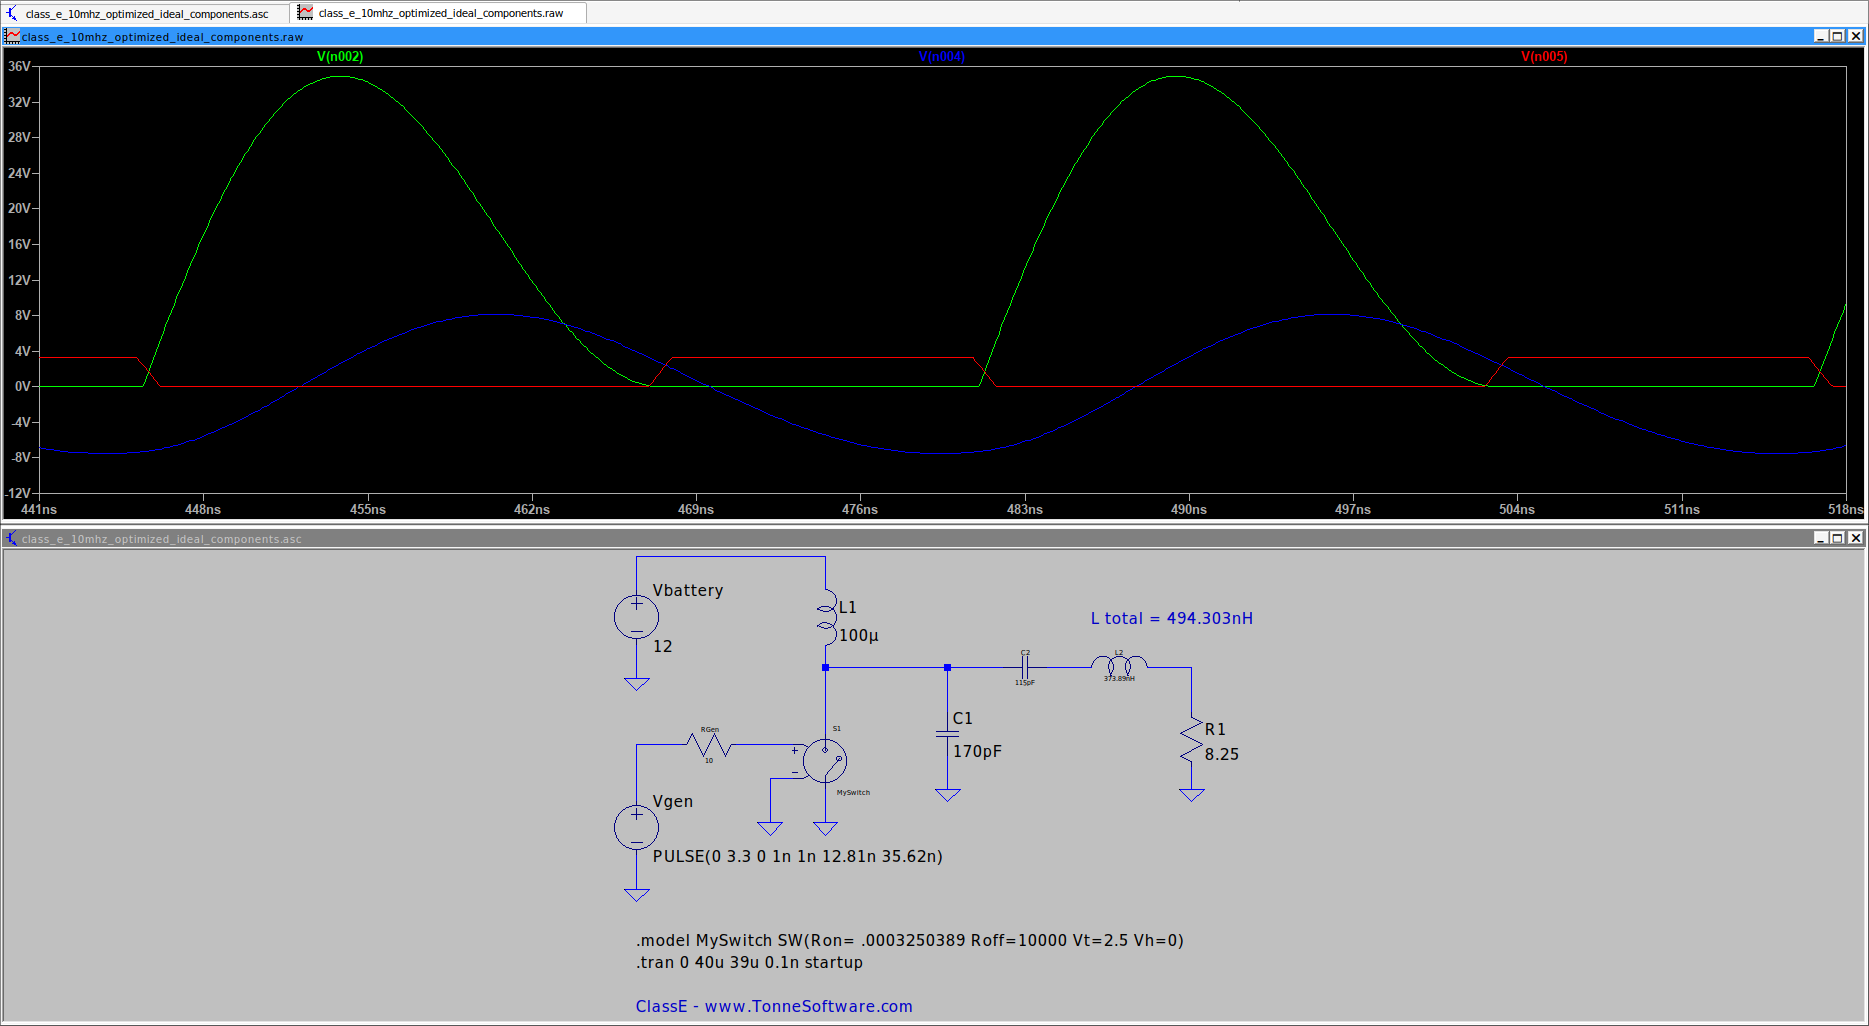 class_e_10mhz_optimized_ideal_components.asc
class_e_10mhz_optimized_ideal_components.raw
class_e_10mhz_optimized_ideal_components.raw
V(n002)
V(n004)
V(n005)
36V
32V
28V
24V
20V
16V
12V
8V
4V
0V
-4V
-8V
-12V
441ns
448ns
455ns
462ns
469ns
476ns
483ns
490ns
497ns
504ns
511ns
518ns
class_e_10mhz_optimized_ideal_components.asc
Vbattery
12
L1
100µ
L total = 494.303nH
C2
115pF
L2
373.89nH
C1
170pF
R1
8.25
RGen
10
S1
MySwitch
Vgen
PULSE(0 3.3 0 1n 1n 12.81n 35.62n)
.model MySwitch SW(Ron= .0003250389 Roff=10000 Vt=2.5 Vh=0)
.tran 0 40u 39u 0.1n startup
ClassE - www.TonneSoftware.com